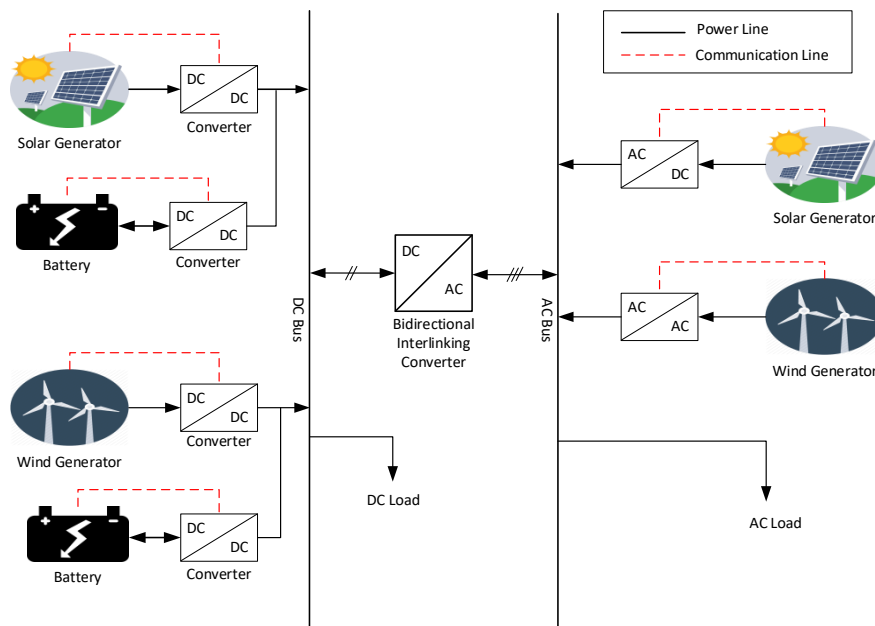 Power Line
Communication Line
DC
DC
Converter
Solar Generator
DC
DC
Converter
+
−
Battery
DC
AC
Bidirectional
Interlinking
Converter
DC Bus
AC Bus
AC
DC
Solar Generator
AC
AC
Wind Generator
DC
DC
Converter
Wind Generator
DC Load
AC Load
+
−
DC
DC
Converter
Battery